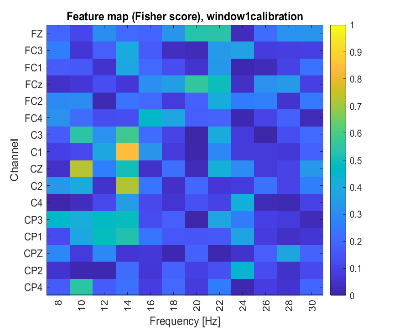 Feature map (Fisher score), window1calibration
FZ
FC3
FC1
FCz
FC2
FC4
C3
C1
CZ
C2
C4
CP3
CP1
CPZ
CP2
CP4
Channel
8 10 12 14 16 18 20 22 24 26 28 30
Frequency [Hz]
1
0.9
0.8
0.7
0.6
0.5
0.4
0.3
0.2
0.1
0